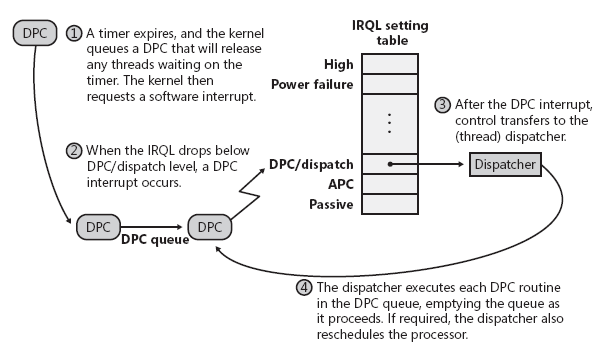 DPC
1 A timer expires, and the kernel
queues a DPC that will release
any threads waiting on the
timer. The kernel then
requests a software interrupt.
2 When the IRQL drops below
DPC/dispatch level, a DPC
interrupt occurs.
DPC
DPC queue
DPC
IRQL setting
table
High
Power failure
DPC/dispatch
APC
Passive
3 After the DPC interrupt,
control transfers to the
(thread) dispatcher.
Dispatcher
4 The dispatcher executes each DPC routine
in the DPC queue, emptying the queue as
it proceeds. If required, the dispatcher also
reschedules the processor.